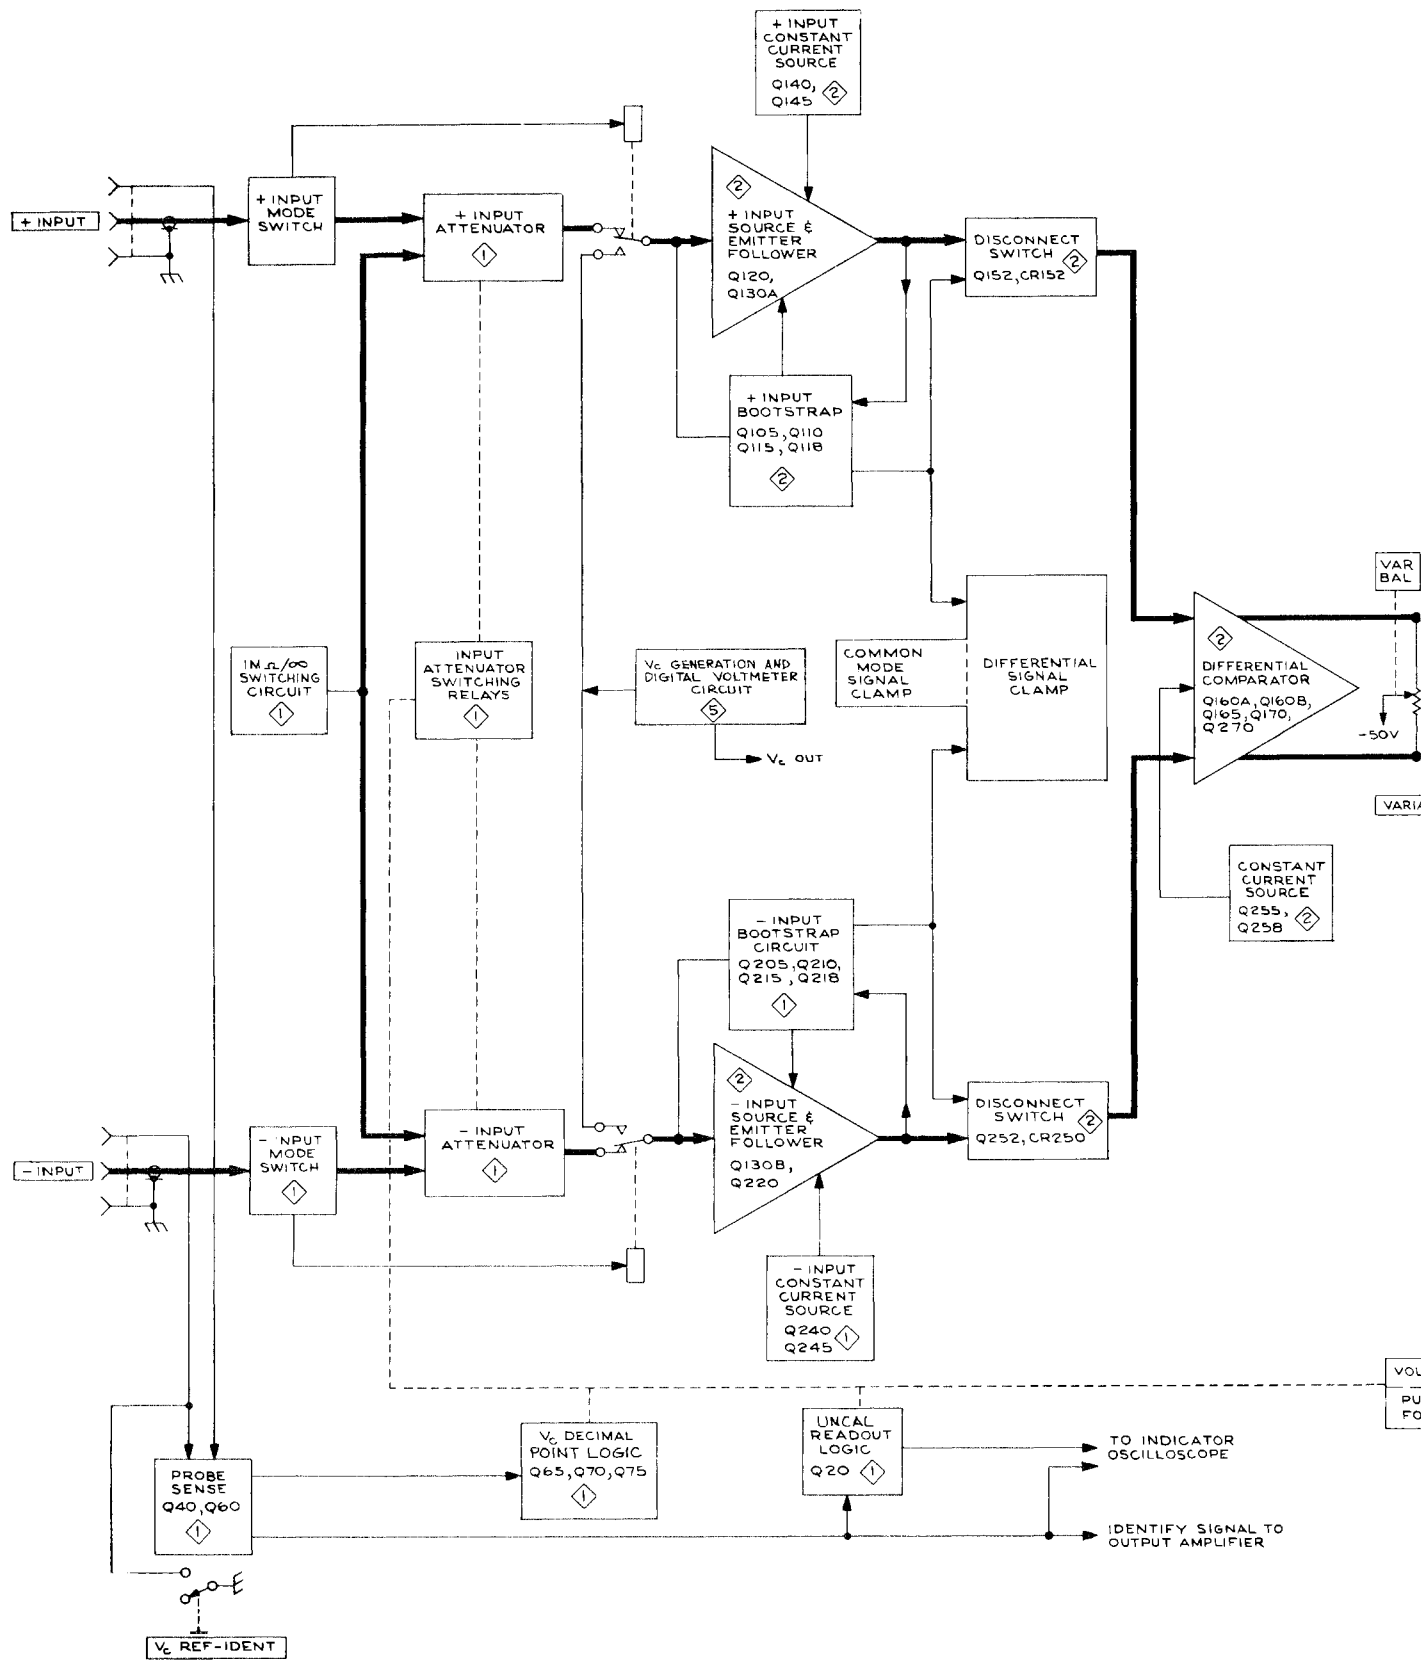 + INPUT
CONSTANT
CURRENT
SOURCE
Q140,
Q145
2
+ INPUT
+ INPUT
MODE
SWITCH
+ INPUT
ATTENUATOR
1
2
+ INPUT
SOURCE &
EMITTER
FOLLOWER
Q120,
Q130A
DISCONNECT
SWITCH
2
Q152, CR152
+ INPUT
BOOTSTRAP
Q105, Q110
Q115, Q118
2
1M Ω/∞
SWITCHING
CIRCUIT
1
INPUT
ATTENUATOR
SWITCHING
RELAYS
1
Vc GENERATION AND
DIGITAL VOLTMETER
CIRCUIT
5
Vc OUT
COMMON
MODE
SIGNAL
CLAMP
DIFFERENTIAL
SIGNAL
CLAMP
2
DIFFERENTIAL
COMPARATOR
Q160A, Q160B,
Q165, Q170,
Q270
VAR
BAL
-50V
VARIA
CONSTANT
CURRENT
SOURCE
Q255,
Q258
2
- INPUT
BOOTSTRAP
CIRCUIT
Q205, Q210,
Q215, Q218
1
2
- INPUT
SOURCE &
EMITTER
FOLLOWER
Q130B,
Q220
DISCONNECT
SWITCH
2
Q252, CR250
- INPUT
- INPUT
MODE
SWITCH
1
- INPUT
ATTENUATOR
1
- INPUT
CONSTANT
CURRENT
SOURCE
Q240
Q245
1
VOL
PU
FO
PROBE
SENSE
Q40, Q60
1
Vc DECIMAL
POINT LOGIC
Q65, Q70, Q75
1
UNCAL
READOUT
LOGIC
Q20
1
TO INDICATOR
OSCILLOSCOPE
IDENTIFY SIGNAL TO
OUTPUT AMPLIFIER
Vc REF-IDENT